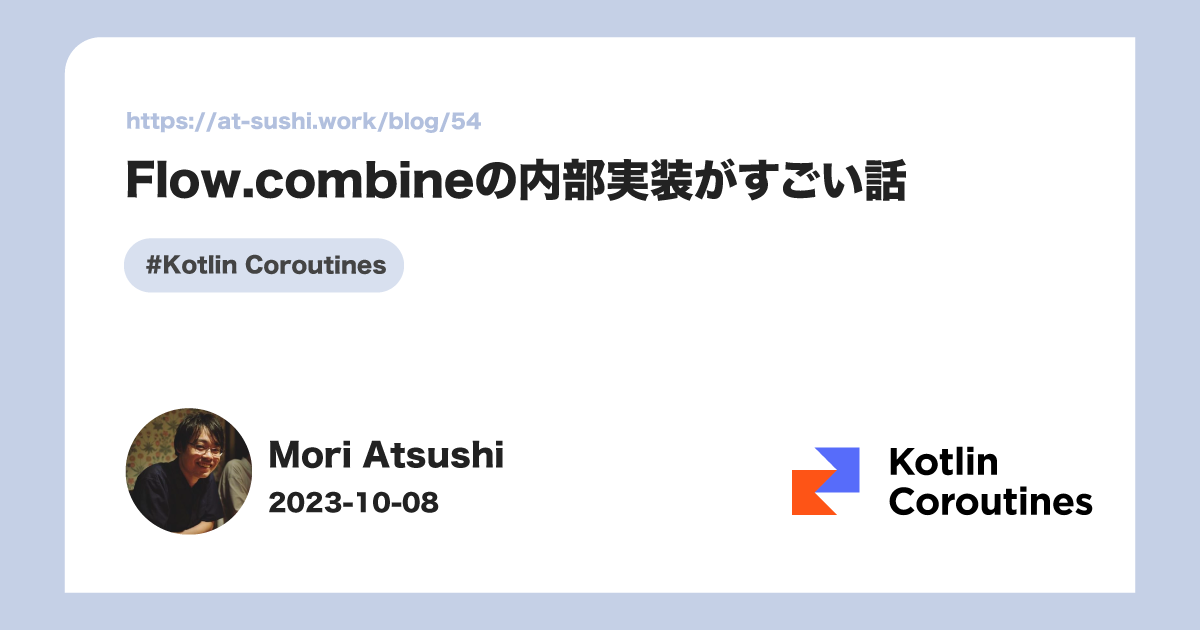 https://at-sushi.work/blog/54
Flow.combineの内部実装がすごい話
#Kotlin Coroutines
Mori Atsushi
2023-10-08
Kotlin
Coroutines